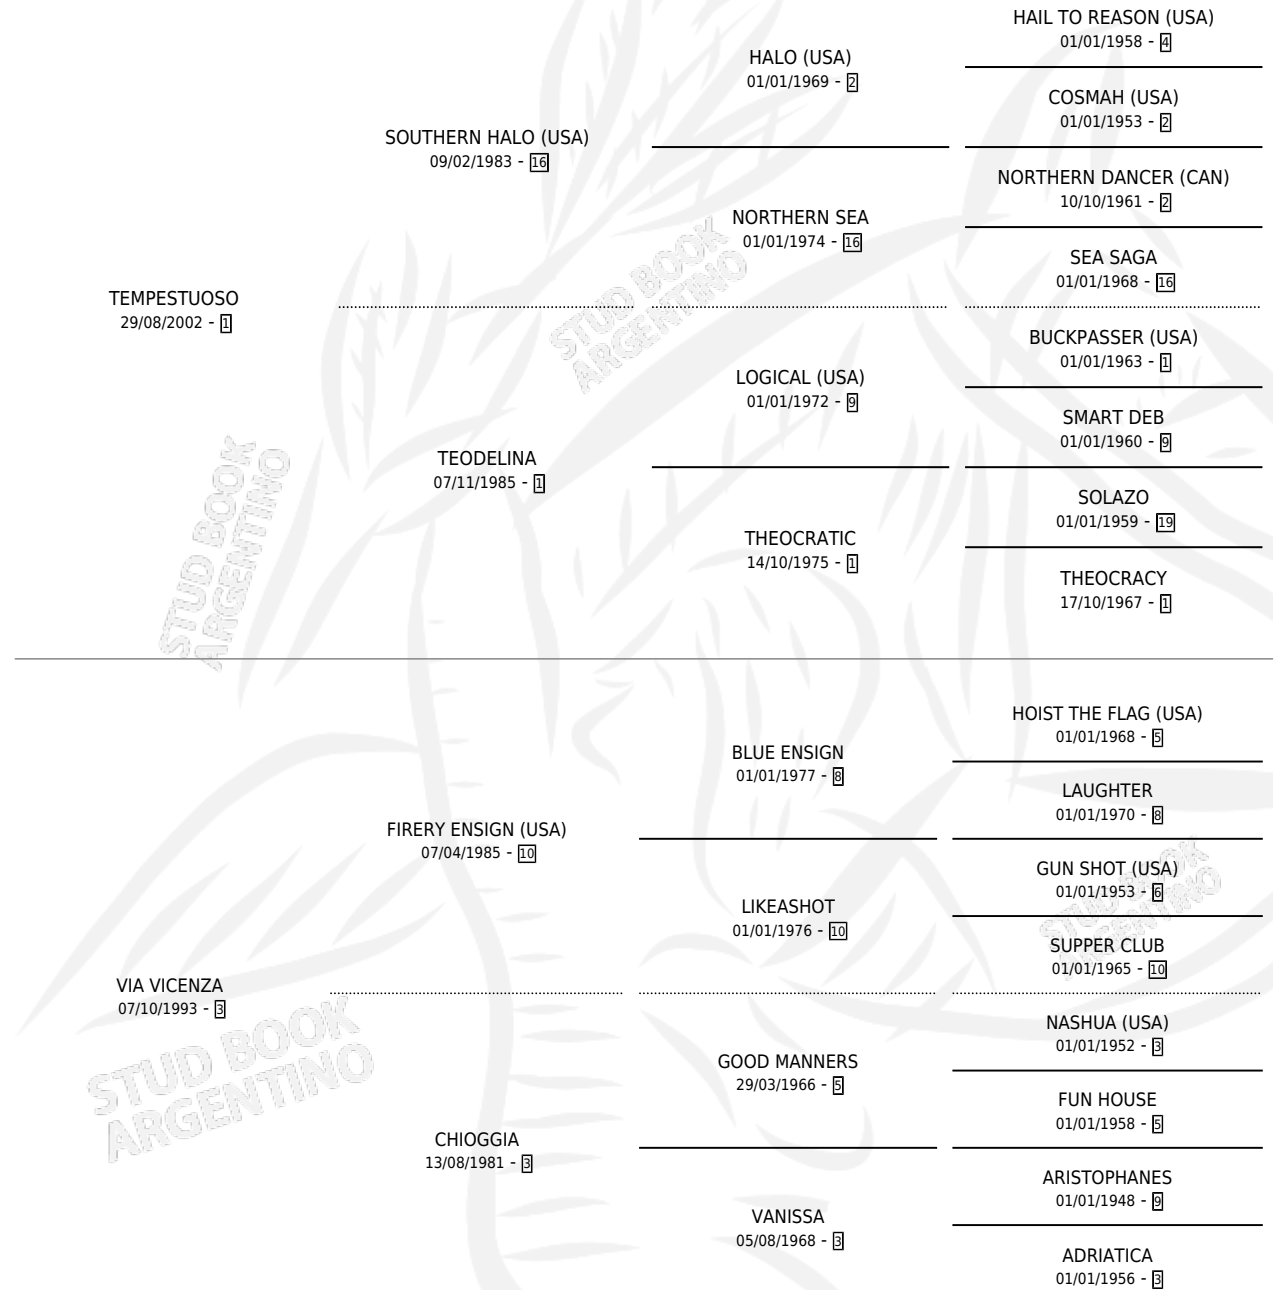 HAIL TO REASON (USA)
01/01/1958 - 4
HALO (USA)
01/01/1969 - 2
COSMAH (USA)
01/01/1953 - 2
SOUTHERN HALO (USA)
09/02/1983 - 16
NORTHERN DANCER (CAN)
10/10/1961 - 2
NORTHERN SEA
01/01/1974 - 16
SEA SAGA
01/01/1968 - 16
TEMPESTUOSO
29/08/2002 - 1
STUD BOOK
ARGENTINO
BUCKPASSER (USA)
01/01/1963 - 1
LOGICAL (USA)
01/01/1972 - 9
SMART DEB
01/01/1960 - 9
TEODELINA
07/11/1985 - 1
STUD BOOK
ARGENTINO
SOLAZO
01/01/1959 - 19
THEOCRATIC
14/10/1975 - 1
THEOCRACY
17/10/1967 - 1
HOIST THE FLAG (USA)
01/01/1968 - 5
BLUE ENSIGN
01/01/1977 - 8
LAUGHTER
01/01/1970 - 8
FIRERY ENSIGN (USA)
07/04/1985 - 10
GUN SHOT (USA)
01/01/1953 - 6
LIKEASHOT
01/01/1976 - 10
STUD BOOK
ARGENTINO
SUPPER CLUB
01/01/1965 - 10
VIA VICENZA
07/10/1993 - 3
STUD BOOK
ARGENTINO
NASHUA (USA)
01/01/1952 - 3
GOOD MANNERS
29/03/1966 - 5
FUN HOUSE
01/01/1958 - 5
CHIOGGIA
13/08/1981 - 3
ARISTOPHANES
01/01/1948 - 9
VANISSA
05/08/1968 - 3
ADRIATICA
01/01/1956 - 3